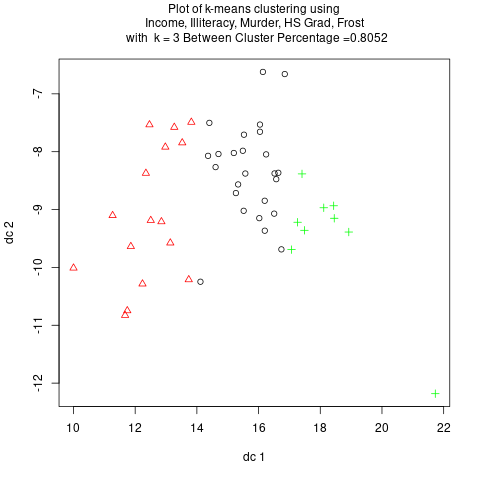 Plot of k-means clustering using
Income, Illiteracy, Murder, HS Grad, Frost
with k = 3 Between Cluster Percentage =0.8052
-7
-8
-9
-10
-11
-12
dc 2
10 12 14 16 18 20 22
dc 1